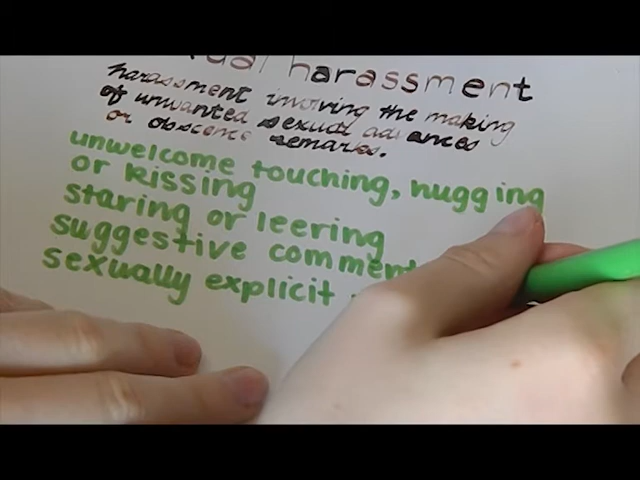 harassment
harassment involving the making
of unwanted sexual advances
or obscene remarks.
unwelcome touching, hugging
or kissing
staring or leering
suggestive comment
sexually explicit